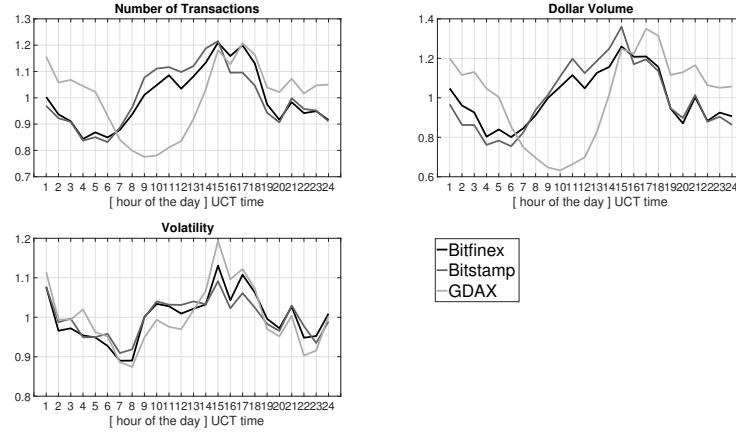 Number of Transactions
1.3
1.2
1.1
1
0.9
0.8
0.7
1 2 3 4 5 6 7 8 9 10 11 12 13 14 15 16 17 18 19 20 21 22 23 24
[ hour of the day ] UCT time
Dollar Volume
1.4
1.2
1
0.8
0.6
1 2 3 4 5 6 7 8 9 10 11 12 13 14 15 16 17 18 19 20 21 22 23 24
[ hour of the day ] UCT time
Volatility
1.2
1.1
1
0.9
0.8
1 2 3 4 5 6 7 8 9 10 11 12 13 14 15 16 17 18 19 20 21 22 23 24
[ hour of the day ] UCT time
Bitfinex
Bitstamp
GDAX